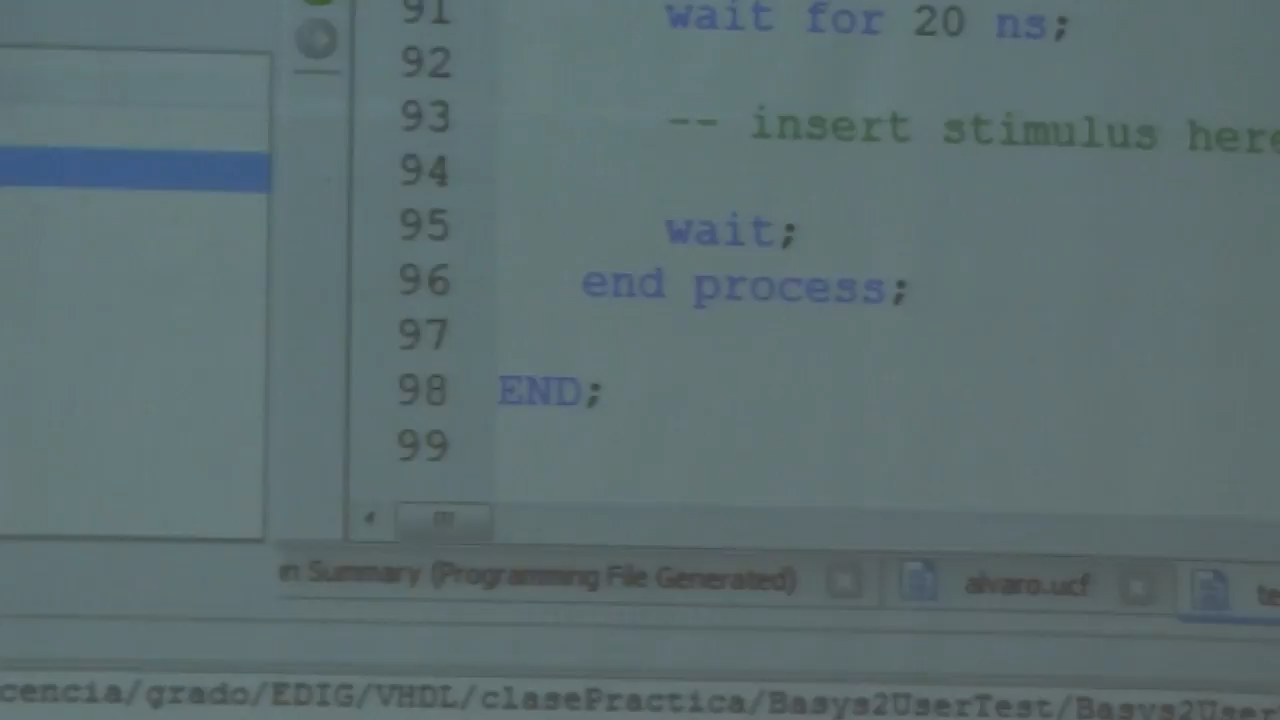 91 wait for 20 ns;
92
93 -- insert stimulus here
94
95 wait;
96 end process;
97
98 END;
99
n Summary (Programming File Generated) alvaro.ucf te
cencia/grado/EDIG/VHDL/clasePractica/Basys2UserTest/Basys2User